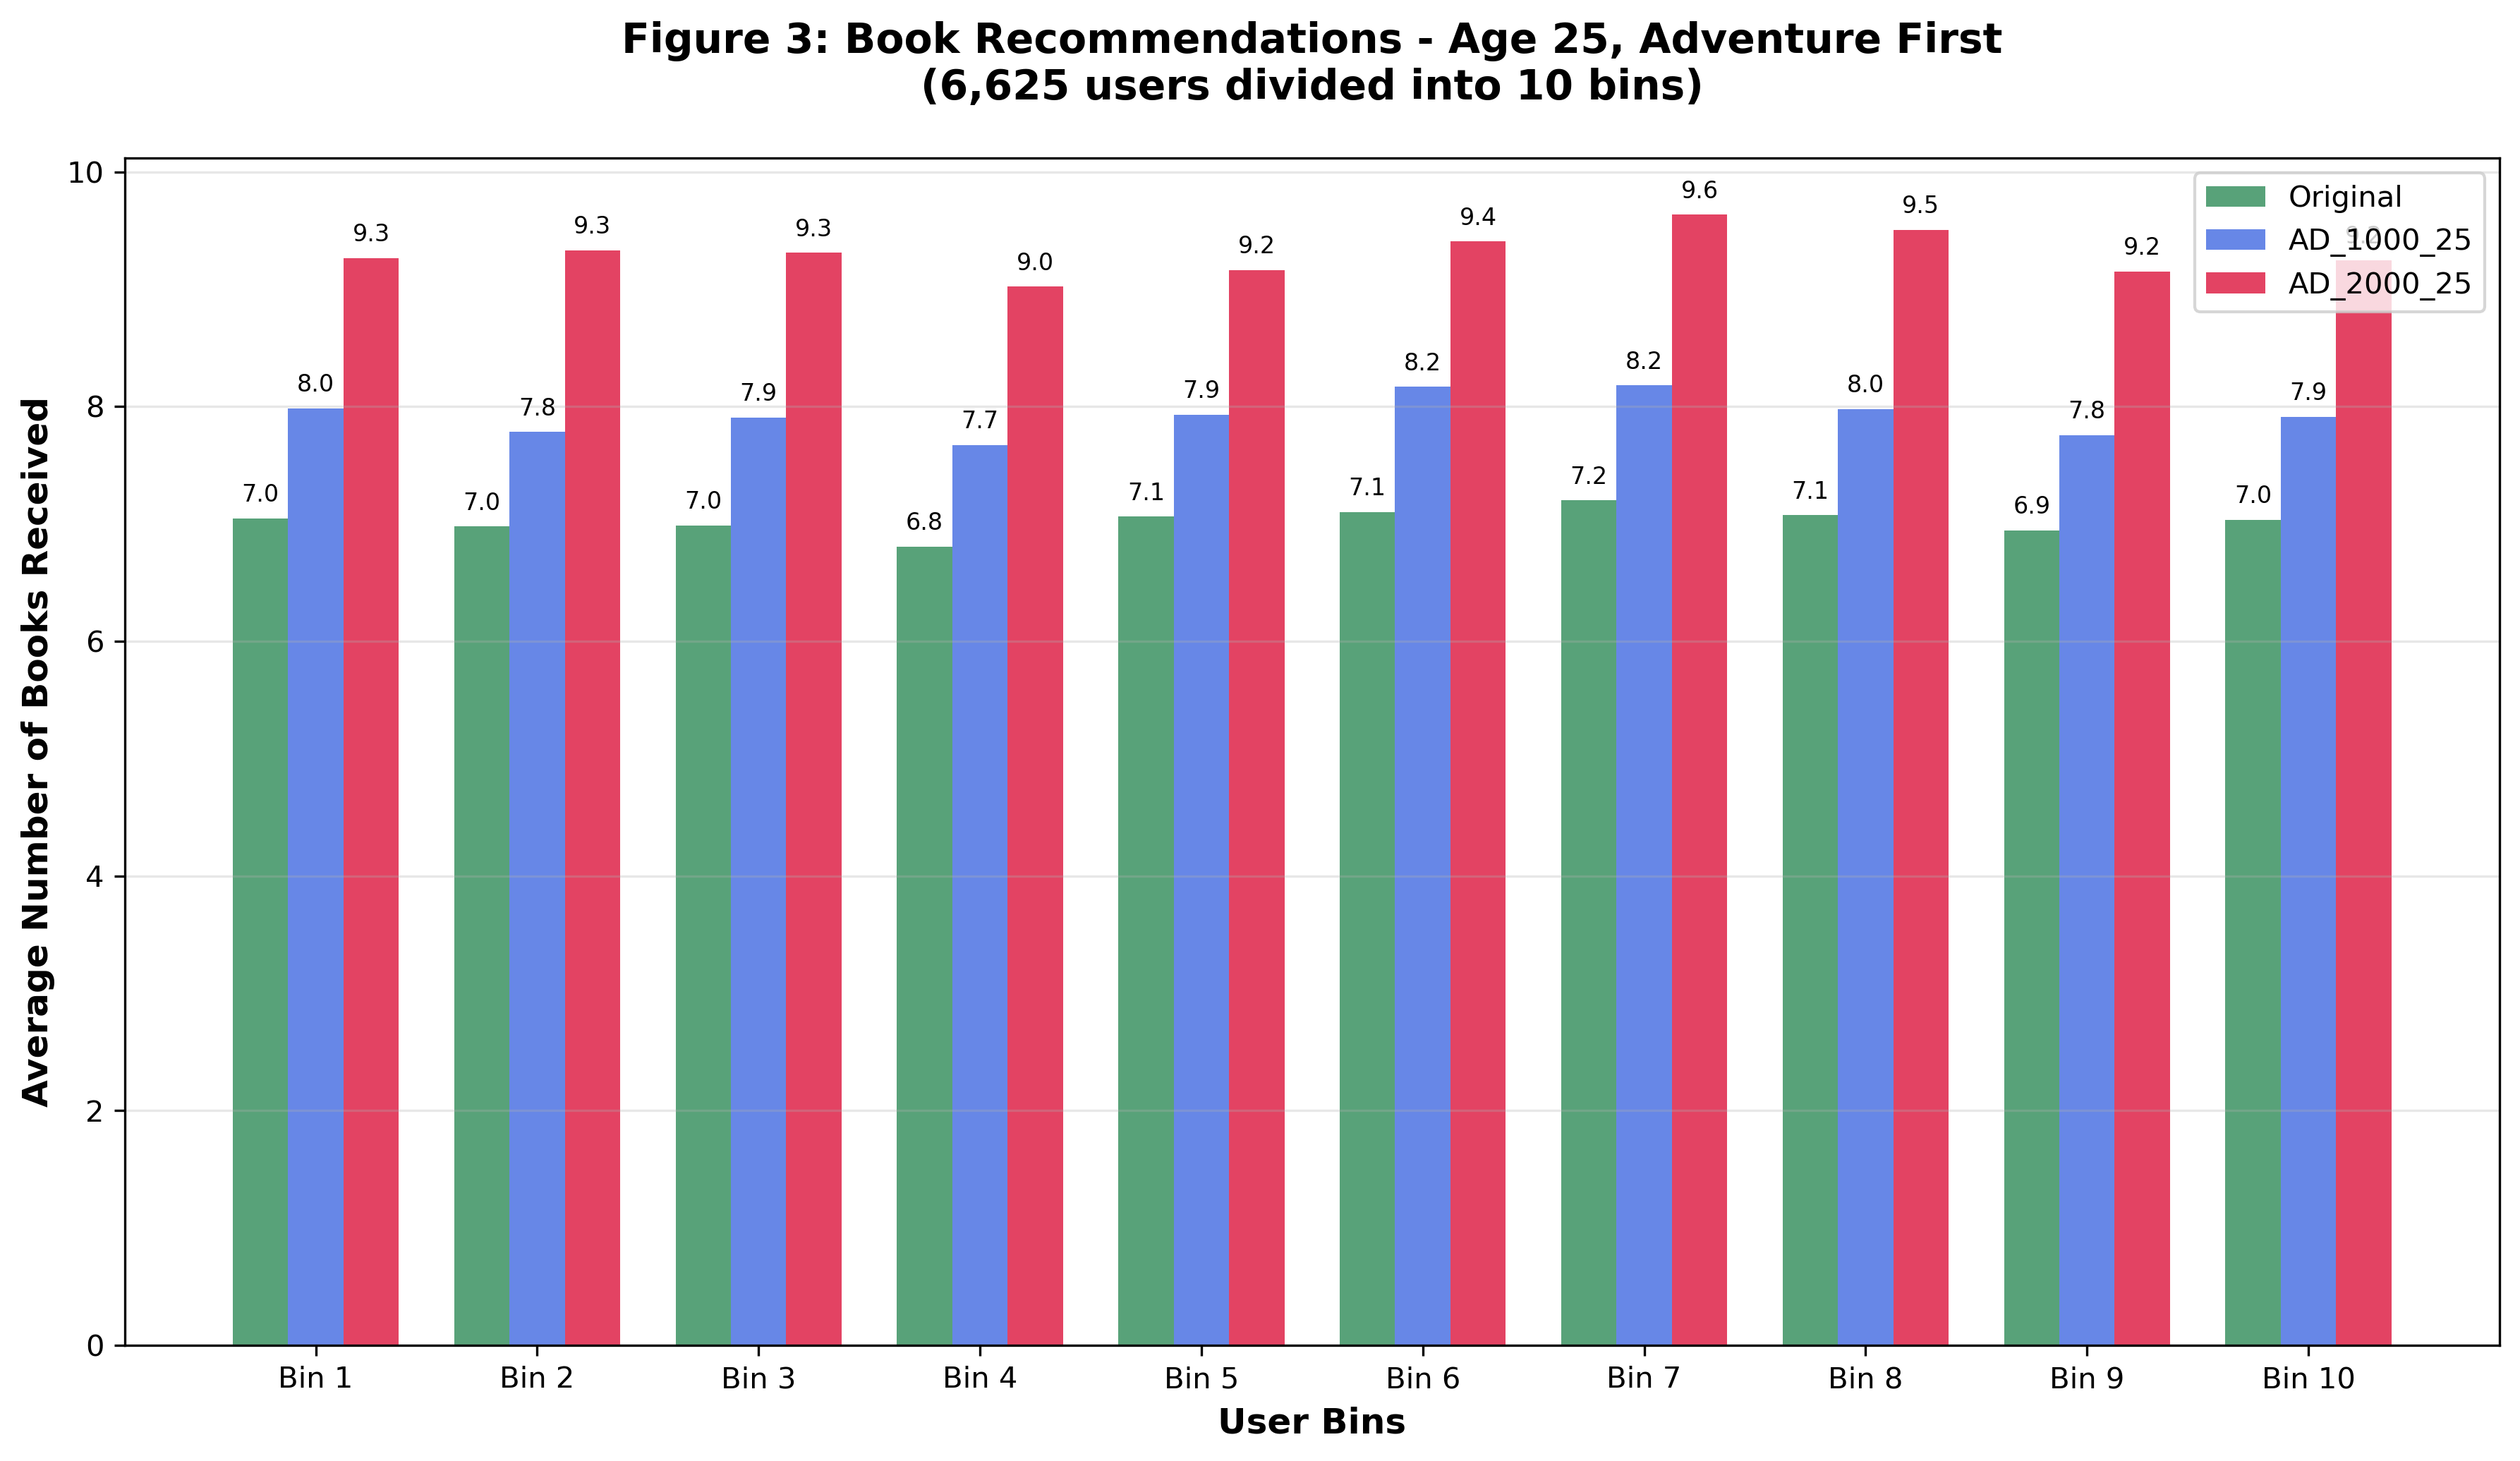 Figure 3: Book Recommendations - Age 25, Adventure First
(6,625 users divided into 10 bins)
Average Number of Books Received
10
8
6
4
2
0
Original
AD_1000_25
AD_2000_25
7.0 8.0 9.3
7.0 7.8 9.3
7.0 7.9 9.3
6.8 7.7 9.0
7.1 7.9 9.2
7.1 8.2 9.4
7.2 8.2 9.6
7.1 8.0 9.5
6.9 7.8 9.2
7.0 7.9
Bin 1 Bin 2 Bin 3 Bin 4 Bin 5 Bin 6 Bin 7 Bin 8 Bin 9 Bin 10
User Bins